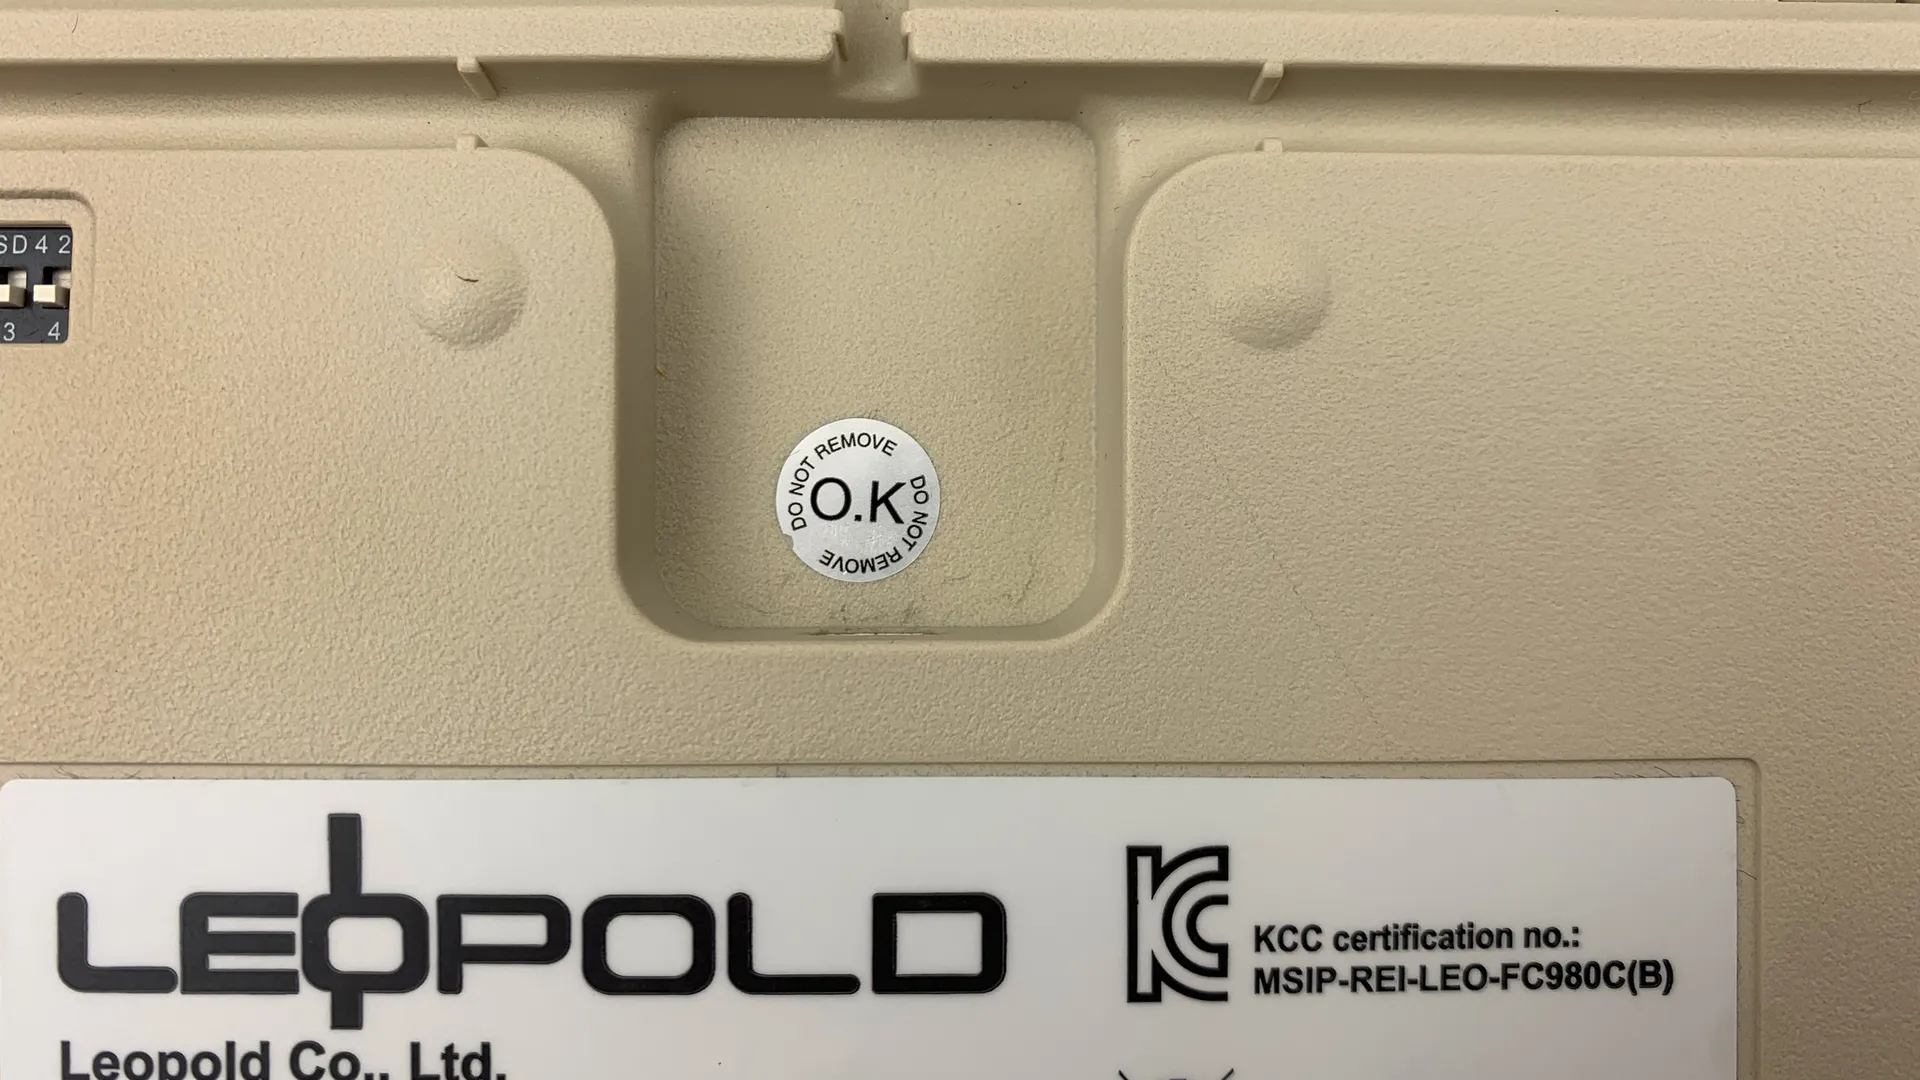 SD 4 2
3 4
DO NOT REMOVE
O.K
DO NOT REMOVE
LEOPOLD
KCC certification no.:
MSIP-REI-LEO-FC980C(B)
Leopold Co., Ltd.